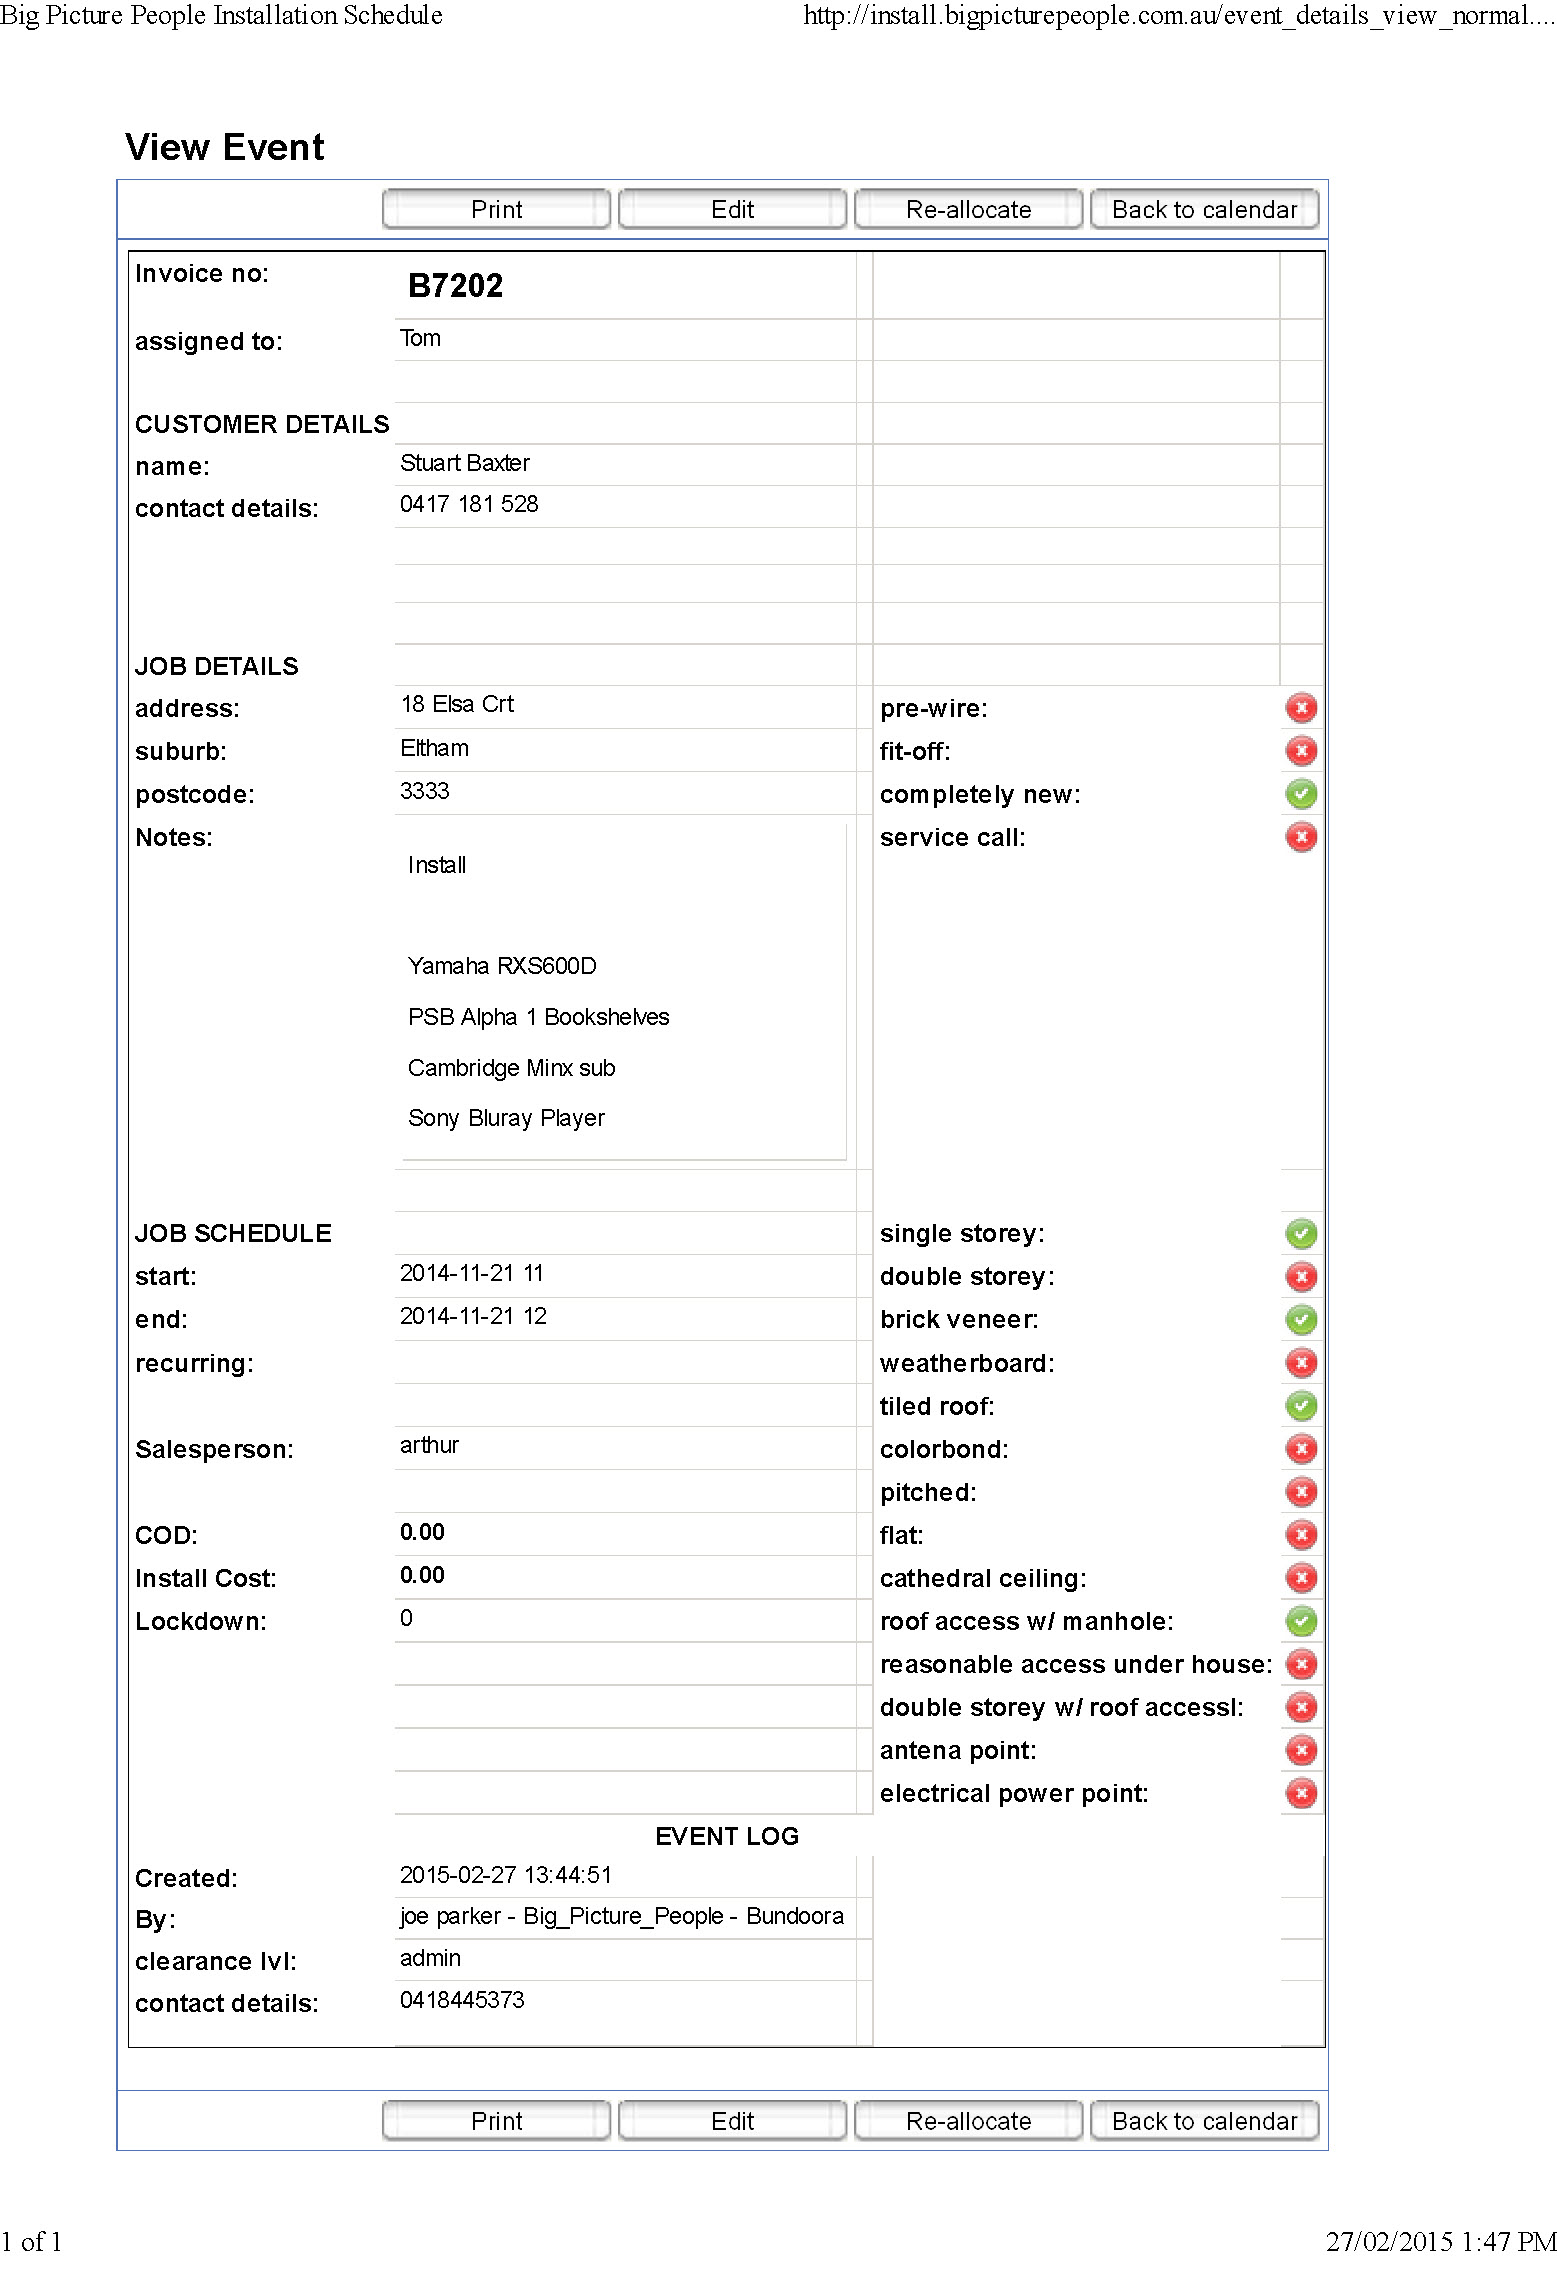 Big Picture People Installation Schedule http://install.bigpicturepeople.com.au/event_details_view_normal....
View Event
Print Edit Re-allocate Back to calendar
Invoice no: B7202
assigned to: Tom
CUSTOMER DETAILS
name: Stuart Baxter
contact details: 0417 181 528
JOB DETAILS
address: 18 Elsa Crt pre-wire:
suburb: Eltham fit-off:
postcode: 3333 completely new:
Notes: service call:
Install
Yamaha RXS600D
PSB Alpha 1 Bookshelves
Cambridge Minx sub
Sony Bluray Player
JOB SCHEDULE single storey:
start: 2014-11-21 11 double storey:
end: 2014-11-21 12 brick veneer:
recurring: weatherboard:
tiled roof:
Salesperson: arthur colorbond:
pitched:
COD: 0.00 flat:
Install Cost: 0.00 cathedral ceiling:
Lockdown: 0 roof access w/ manhole:
reasonable access under house:
double storey w/ roof accessl:
antena point:
electrical power point:
EVENT LOG
Created: 2015-02-27 13:44:51
By: joe parker - Big_Picture_People - Bundoora
clearance lvl: admin
contact details: 0418445373
Print Edit Re-allocate Back to calendar
1 of 1 27/02/2015 1:47 PM